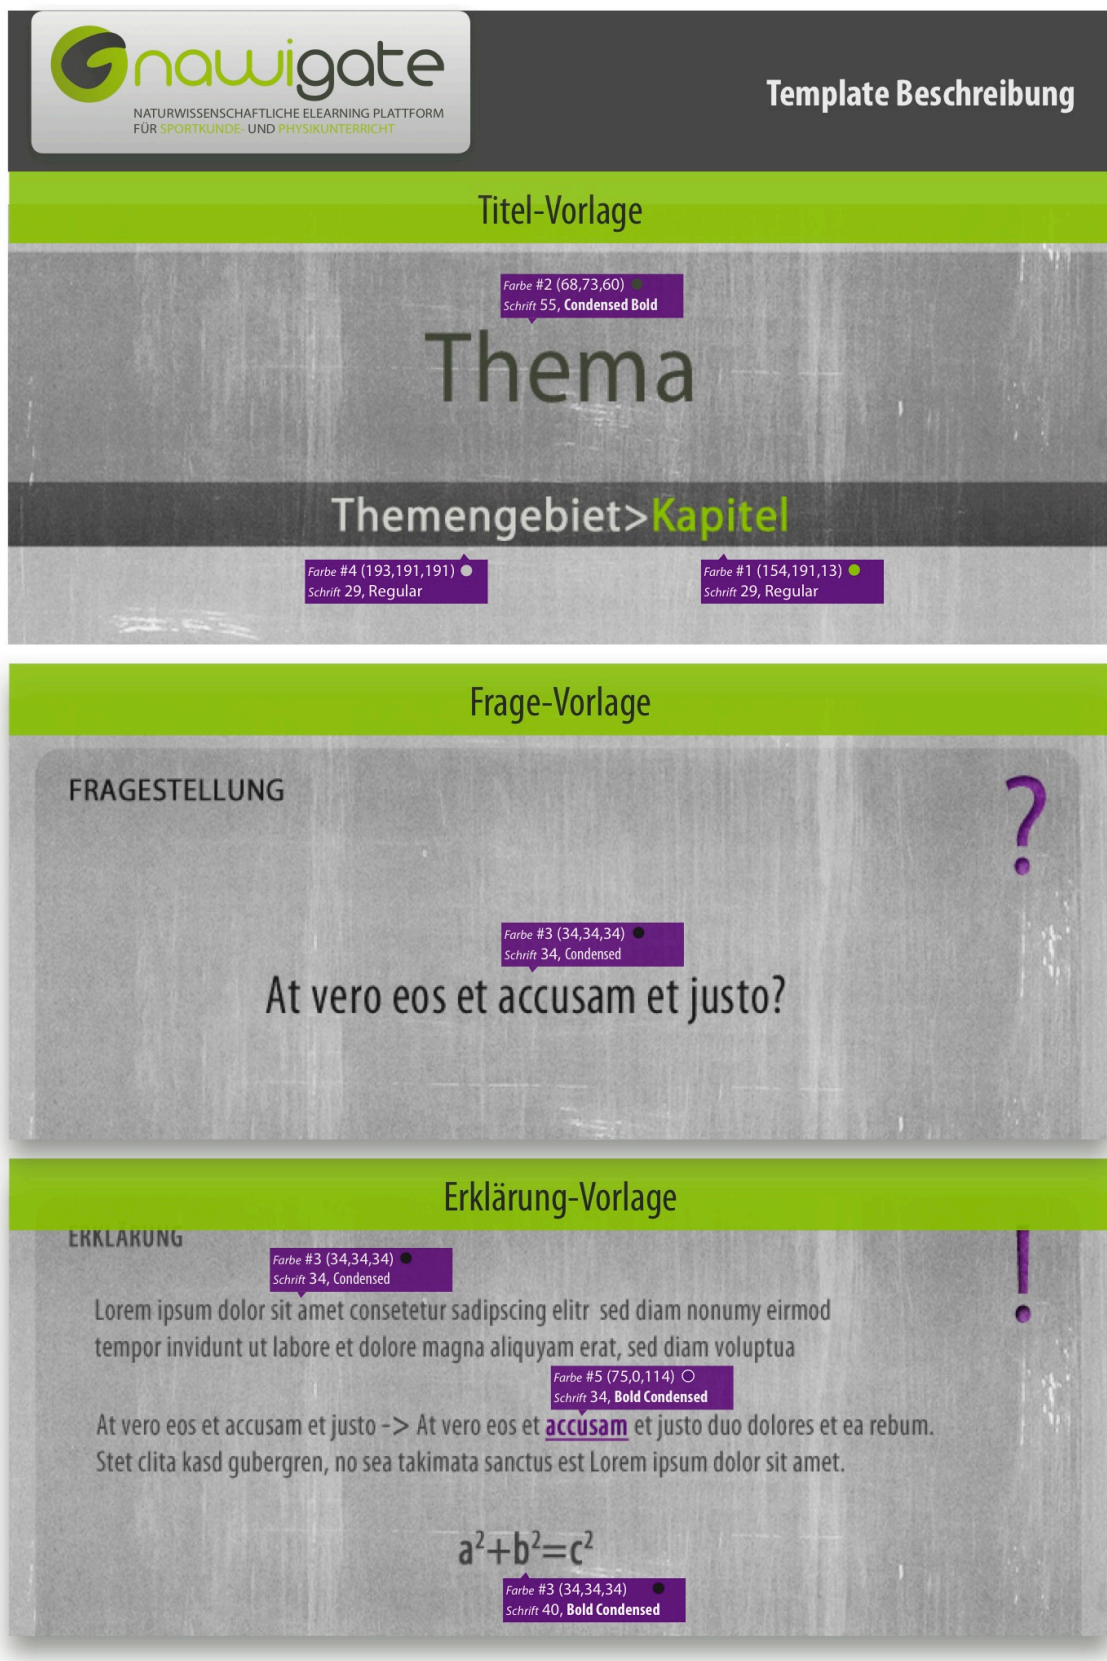 nawigate
NATURWISSENSCHAFTLICHE ELEARNING PLATTFORM
FÜR SPORTKUNDE- UND PHYSIKUNTERRICHT
Template Beschreibung
Titel-Vorlage
Farbe #2 (68,73,60)
Schrift 55, Condensed Bold
Thema
Themengebiet>Kapitel
Farbe #4 (193,191,191)
Schrift 29, Regular
Farbe #1 (154,191,13)
Schrift 29, Regular
Frage-Vorlage
FRAGESTELLUNG
?
Farbe #3 (34,34,34)
Schrift 34, Condensed
At vero eos et accusam et justo?
Erklärung-Vorlage
ERKLÄRUNG
!
Farbe #3 (34,34,34)
Schrift 34, Condensed
Lorem ipsum dolor sit amet consetetur sadipscing elitr sed diam nonumy eirmod
tempor invidunt ut labore et dolore magna aliquyam erat, sed diam voluptua
Farbe #5 (75,0,114)
Schrift 34, Bold Condensed
At vero eos et accusam et justo -> At vero eos et accusam et justo duo dolores et ea rebum.
Stet clita kasd gubergren, no sea takimata sanctus est Lorem ipsum dolor sit amet.
a²+b²=c²
Farbe #3 (34,34,34)
Schrift 40, Bold Condensed